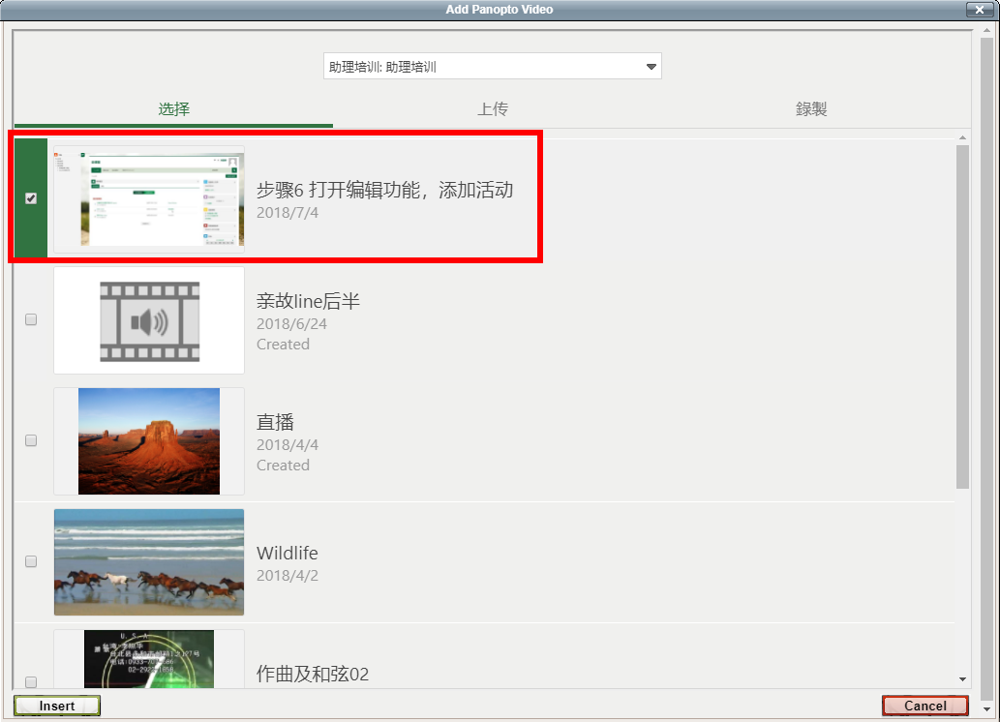 Add Panopto Video
助理培训: 助理培训
选择
上传
錄製
步骤6 打开编辑功能，添加活动
2018/7/4
亲故line后半
2018/6/24
Created
直播
2018/4/4
Created
Wildlife
2018/4/2
U. S. A.
作曲及和弦02
Insert
Cancel